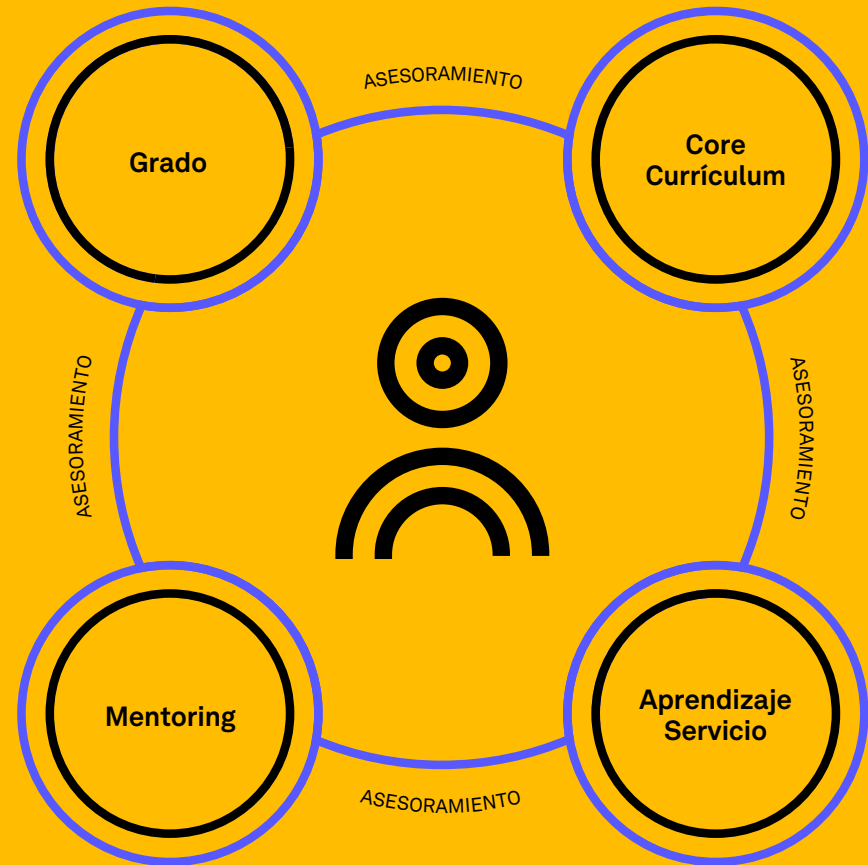 ASESORAMIENTO
Grado
Core
Currículum
ASESORAMIENTO
ASESORAMIENTO
Mentoring
Aprendizaje
Servicio
ASESORAMIENTO